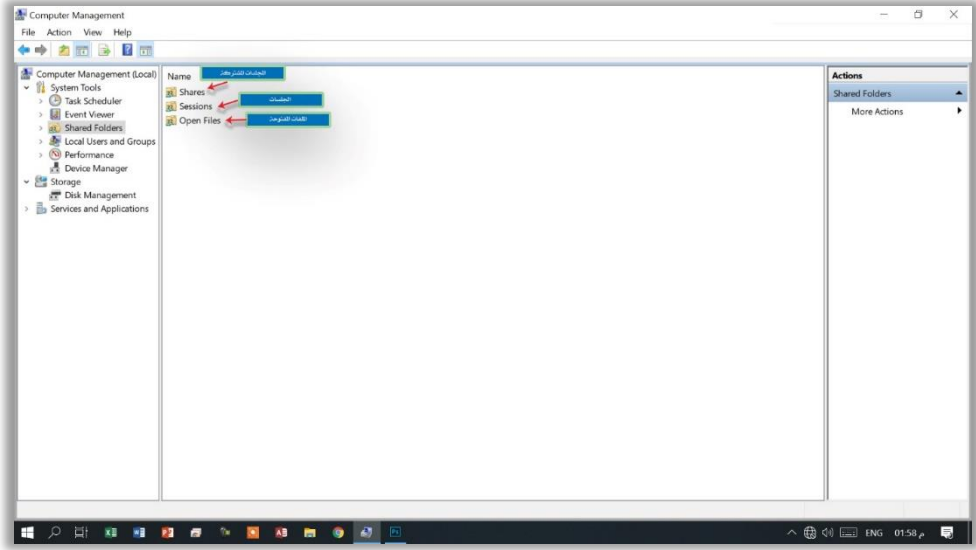 Computer Management
File Action View Help
Computer Management (Local)
System Tools
Task Scheduler
Event Viewer
Shared Folders
Local Users and Groups
Performance
Device Manager
Storage
Disk Management
Services and Applications
Name
Shares
الجلسات
Sessions
الملفات المفتوحة
Open Files
Actions
Shared Folders
More Actions
ENG 01:58 م